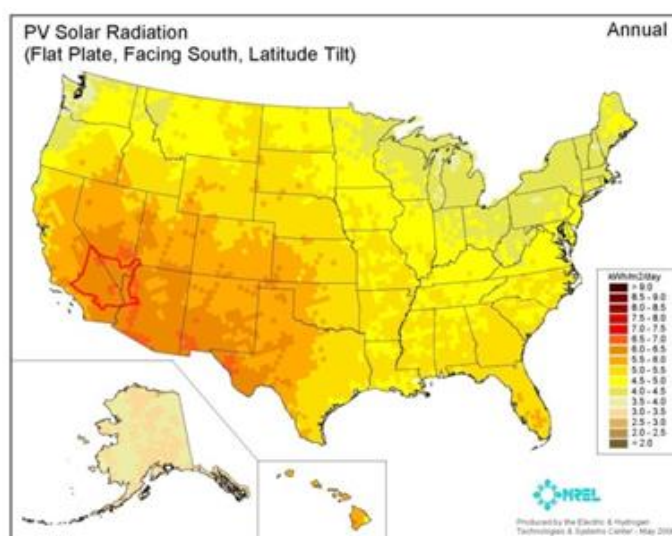 PV Solar Radiation
(Flat Plate, Facing South, Latitude Tilt)
Annual
kWh/m2/day
> 9.0
8.5 - 9.0
8.0 - 8.5
7.5 - 8.0
7.0 - 7.5
6.5 - 7.0
6.0 - 6.5
5.5 - 6.0
5.0 - 5.5
4.5 - 5.0
4.0 - 4.5
3.5 - 4.0
3.0 - 3.5
2.5 - 3.0
2.0 - 2.5
< 2.0
NREL
Produced by the Electric & Hydrogen
Technologies & Systems Center - May